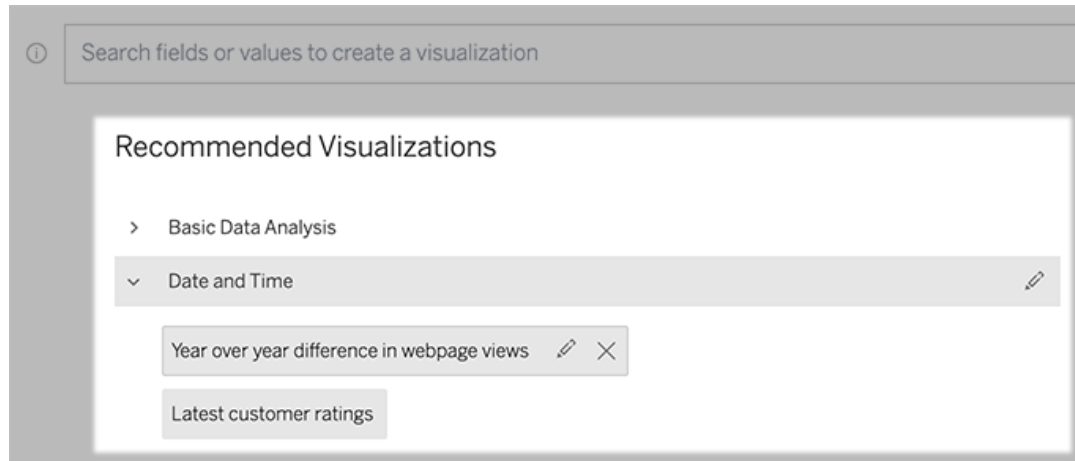 Search fields or values to create a visualization
Recommended Visualizations
Basic Data Analysis
Date and Time
Year over year difference in webpage views
Latest customer ratings